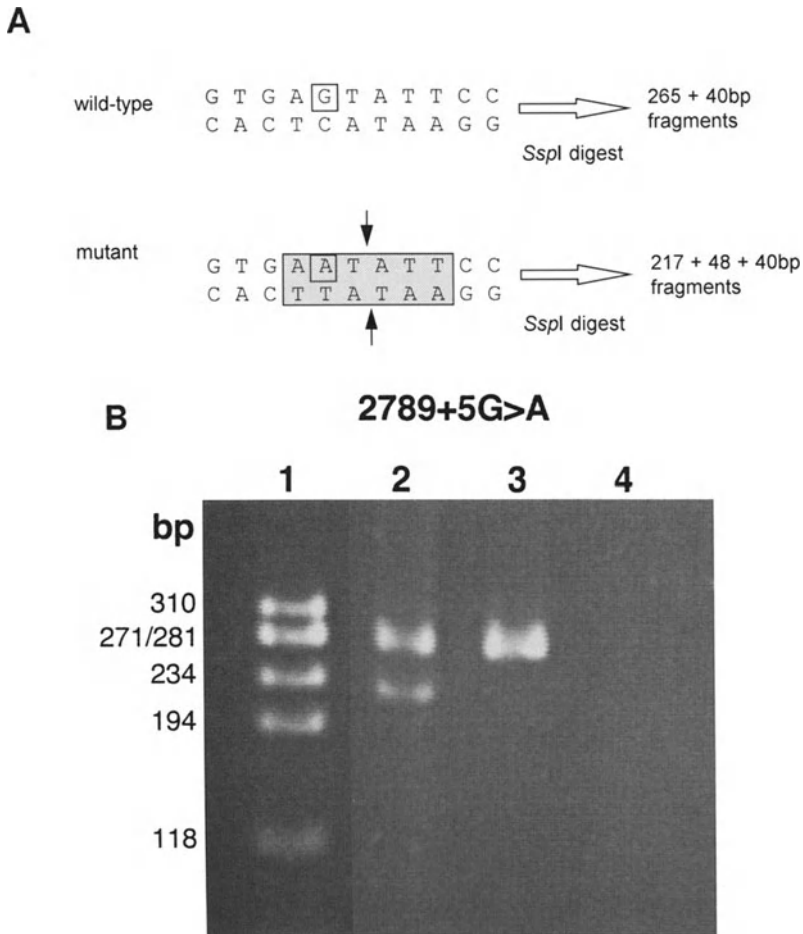 A
wild-type
G T G A G T A T T C C
C A C T C A T A A G G
SspI digest
265 + 40bp
fragments
mutant
G T G A A T A T T C C
C A C T T A T A A G G
SspI digest
217 + 48 + 40bp
fragments
B
2789+5G>A
1 2 3 4
bp
310
271/281
234
194
118